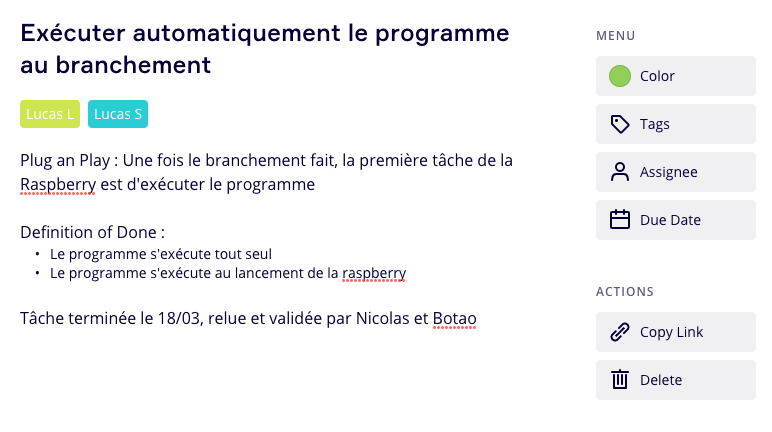 Exécuter automatiquement le programme
au branchement
Lucas L Lucas S
Plug an Play : Une fois le branchement fait, la première tâche de la
Raspberry est d'exécuter le programme
Definition of Done :
• Le programme s'exécute tout seul
• Le programme s'exécute au lancement de la raspberry
Tâche terminée le 18/03, relue et validée par Nicolas et Botao
MENU
Color
Tags
Assignee
Due Date
ACTIONS
Copy Link
Delete